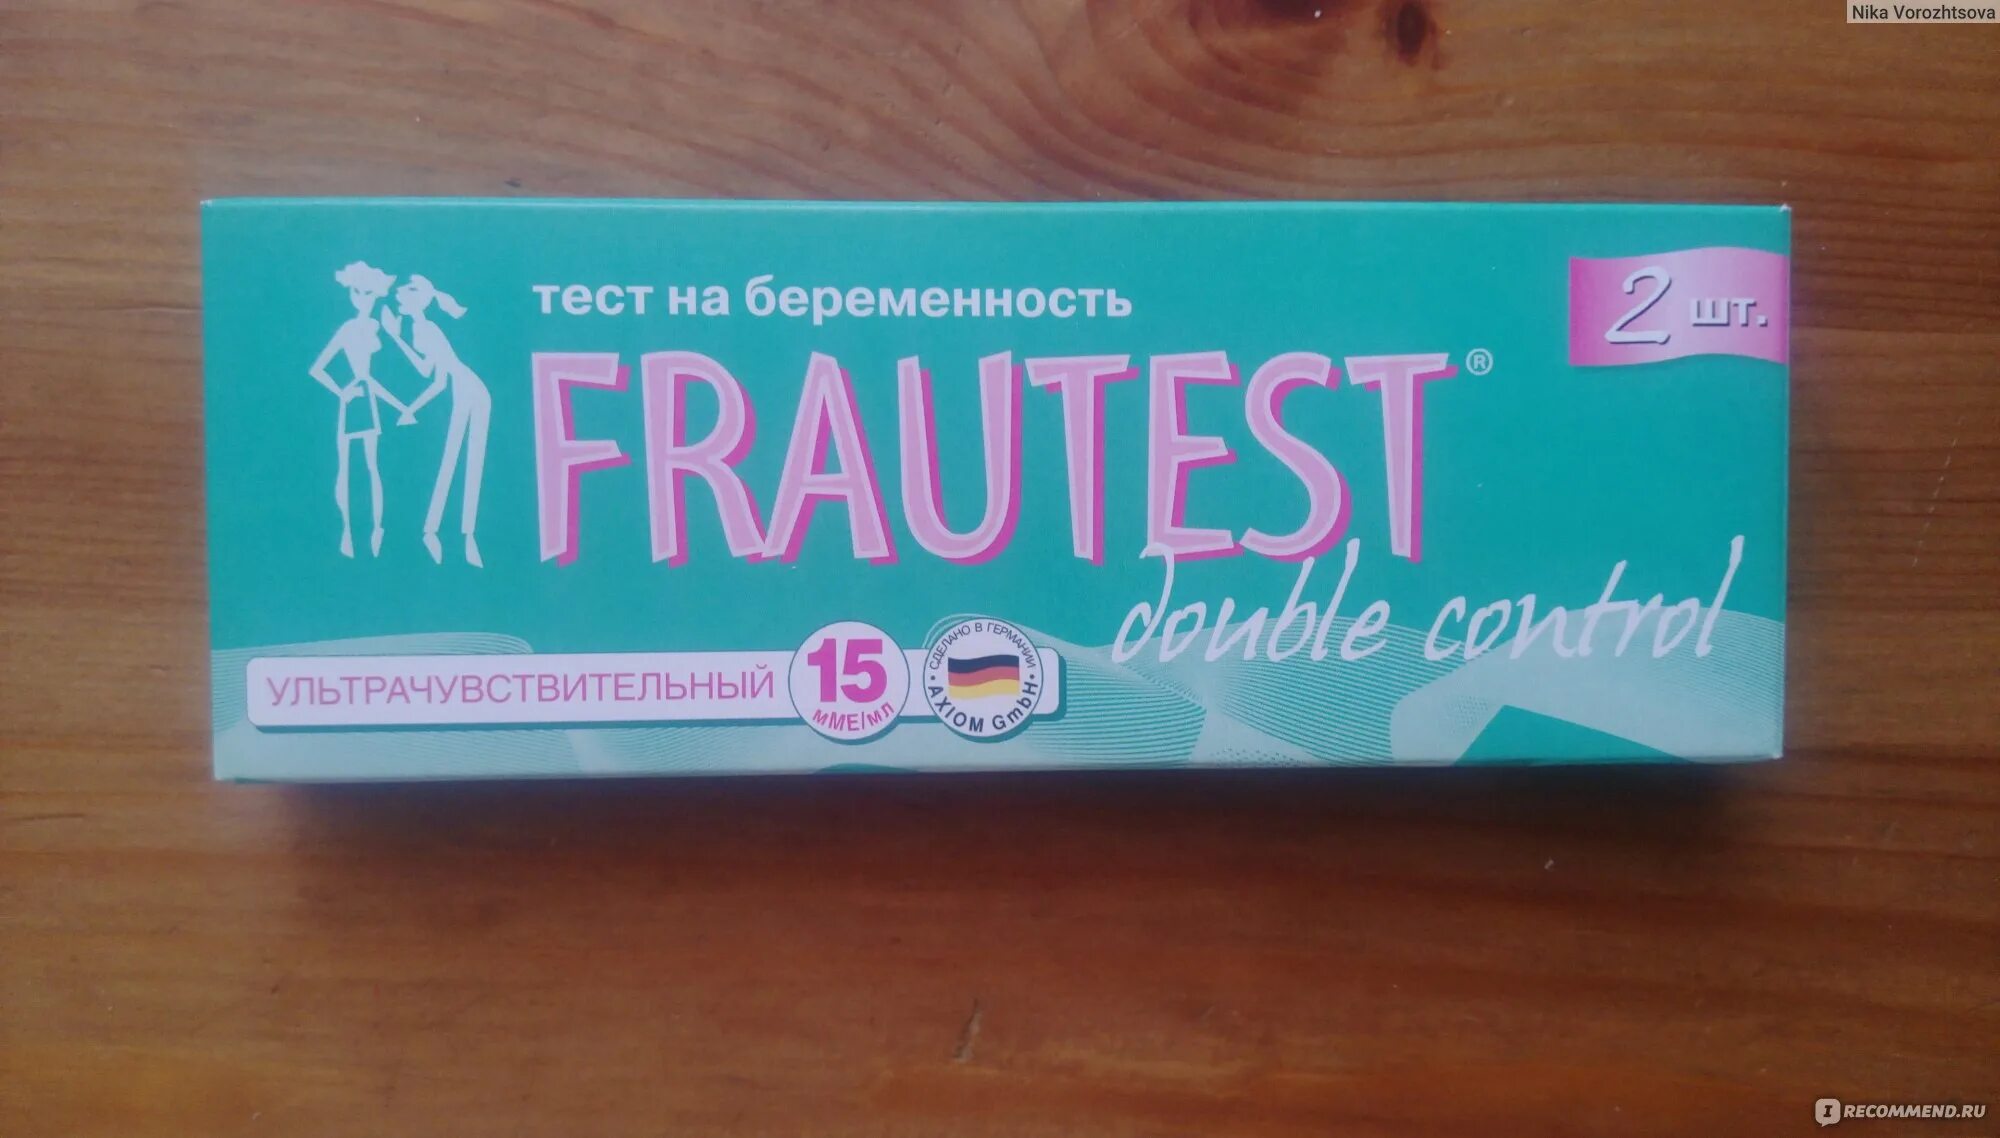 Nika Vorozhtsova
тест на беременность
2 шт.
FRAUTEST®
double control
УЛЬТРАЧУВСТВИТЕЛЬНЫЙ
15
мМЕ/мл
СДЕЛАНО В ГЕРМАНИИ
• AXIOM GmbH •
I RECOMMEND.RU